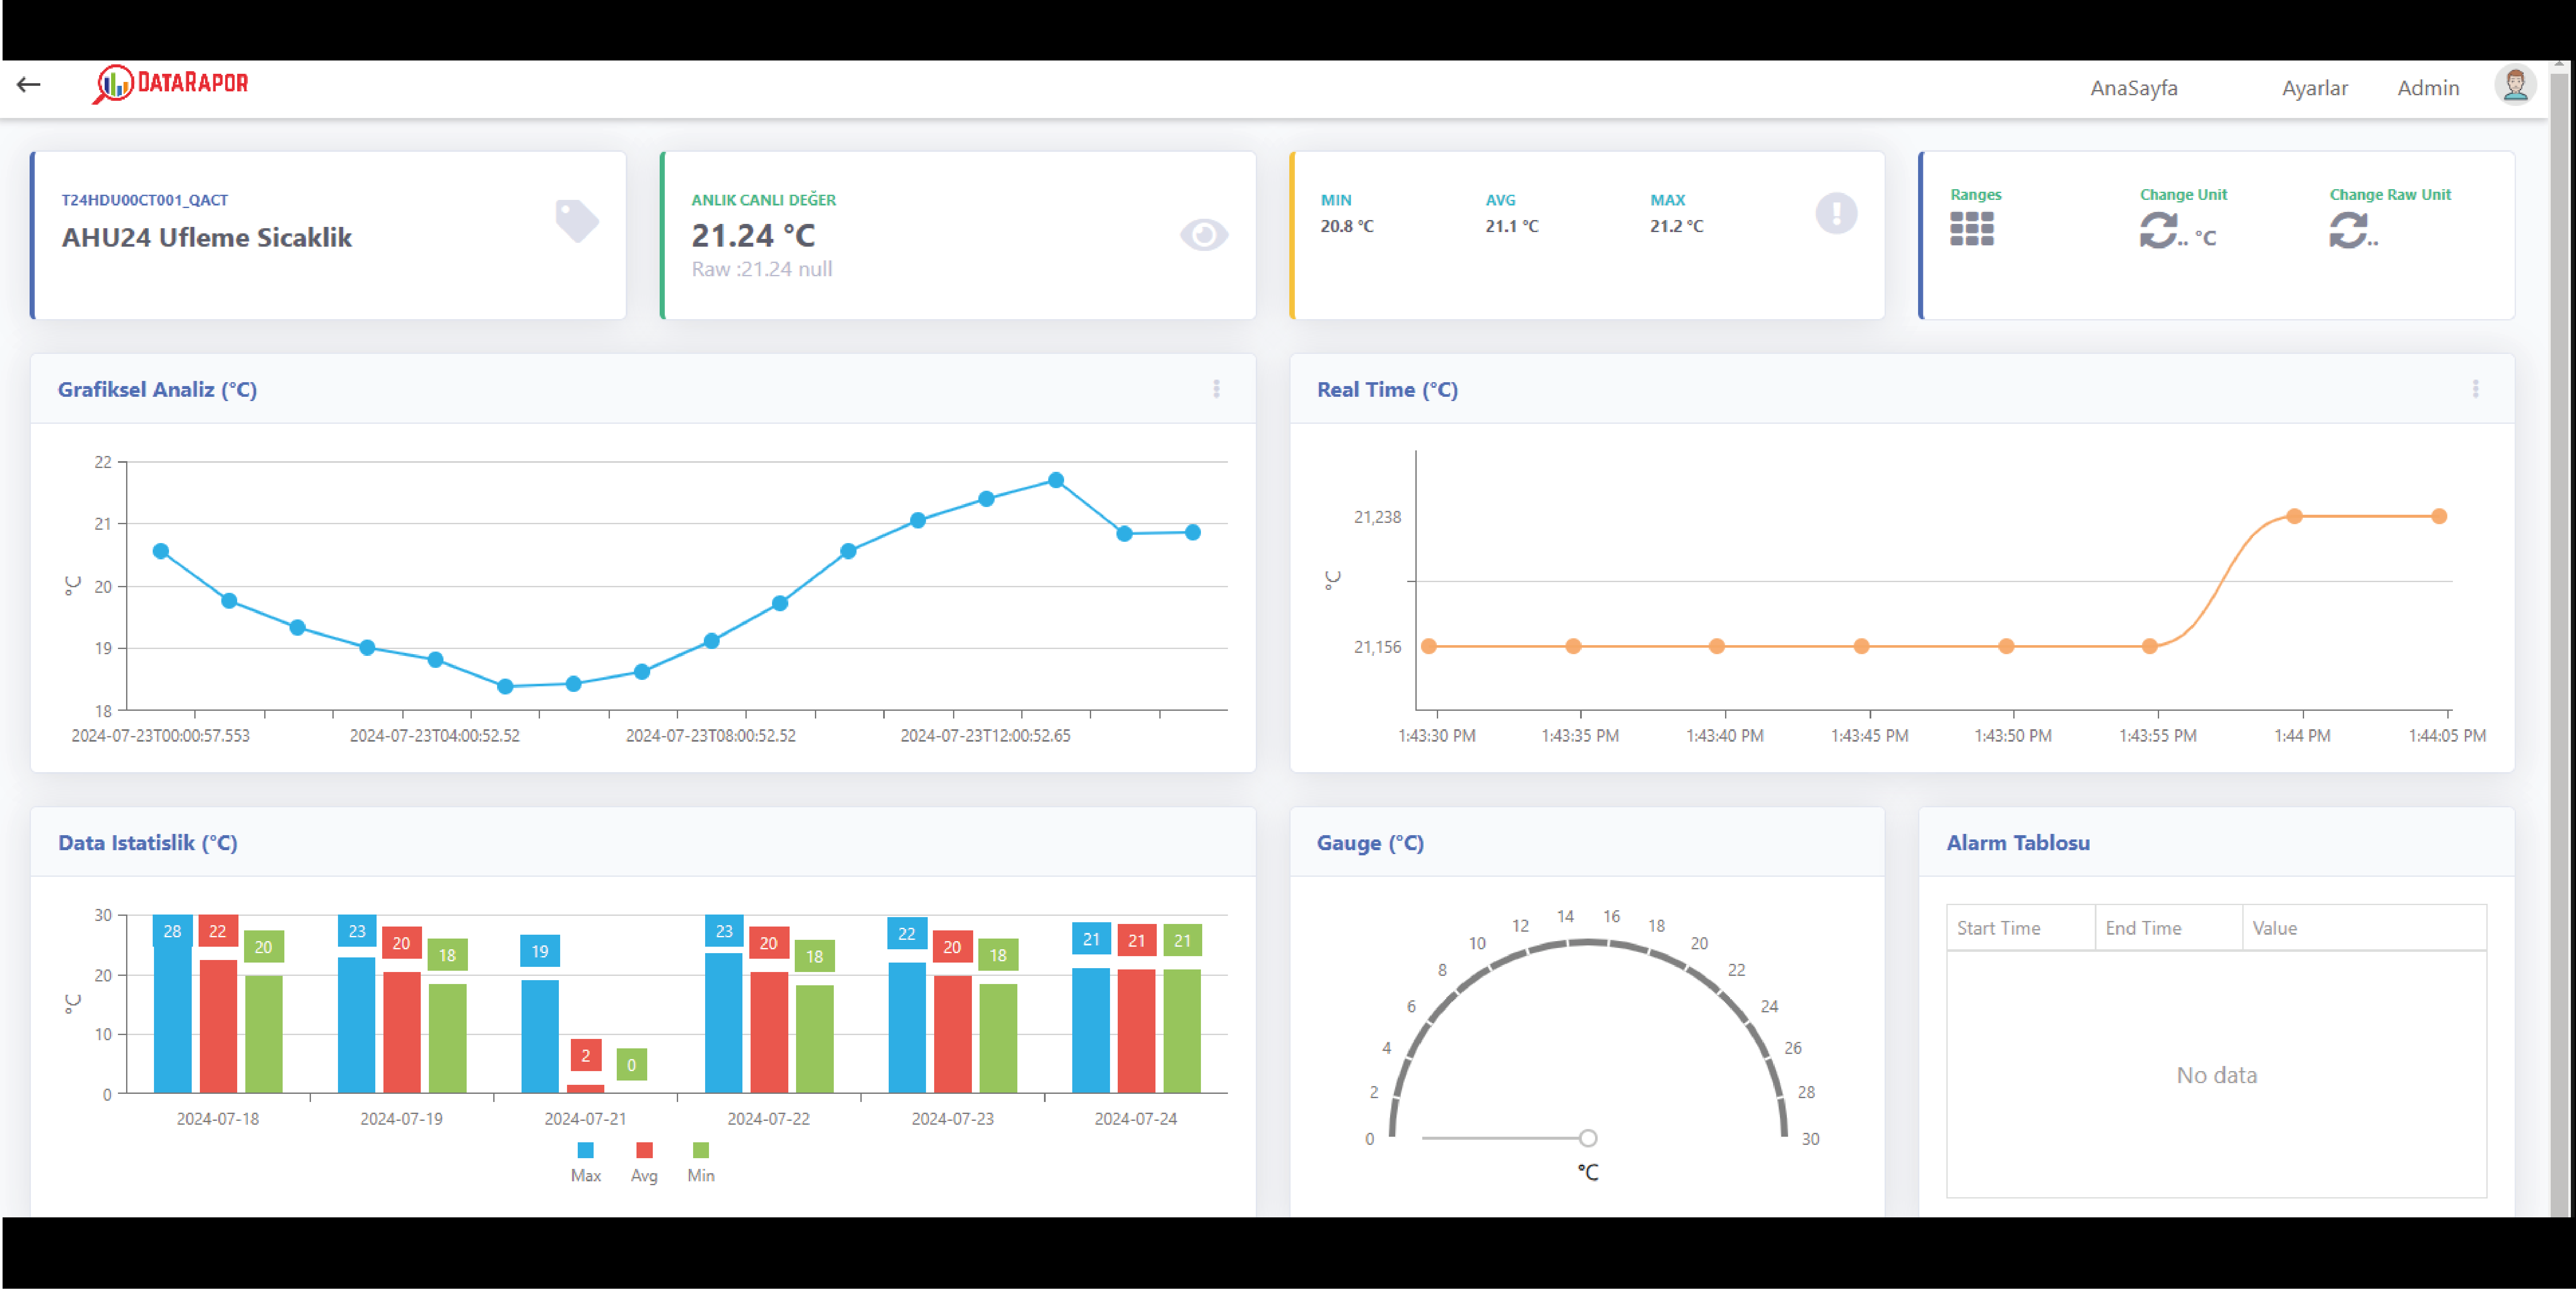 DATARAPOR
AnaSayfa Ayarlar Admin
T24HDU00CT001_QACT
AHU24 Ufleme Sicaklik
ANLIK CANLI DEĞER
21.24 °C
Raw :21.24 null
MIN AVG MAX
20.8 °C 21.1 °C 21.2 °C
Ranges Change Unit Change Raw Unit
.. °C ..
Grafiksel Analiz (°C)
22
21
20
19
18
°C
2024-07-23T00:00:57.553 2024-07-23T04:00:52.52 2024-07-23T08:00:52.52 2024-07-23T12:00:52.65
Real Time (°C)
21,238
21,156
°C
1:43:30 PM 1:43:35 PM 1:43:40 PM 1:43:45 PM 1:43:50 PM 1:43:55 PM 1:44 PM 1:44:05 PM
Data Istatislik (°C)
30
20
10
0
°C
28 22 20 23 20 18 19 2 0 23 20 18 22 20 18 21 21 21
2024-07-18 2024-07-19 2024-07-21 2024-07-22 2024-07-23 2024-07-24
Max Avg Min
Gauge (°C)
0 2 4 6 8 10 12 14 16 18 20 22 24 26 28 30
°C
Alarm Tablosu
Start Time End Time Value
No data